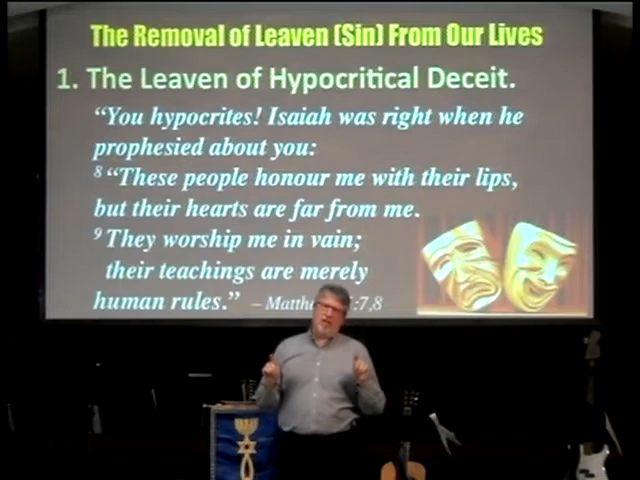 The Removal of Leaven (Sin) From Our Lives
1. The Leaven of Hypocritical Deceit.
“You hypocrites! Isaiah was right when he
prophesied about you:
8 “These people honour me with their lips,
but their hearts are far from me.
9 They worship me in vain;
their teachings are merely
human rules.” – :7,8